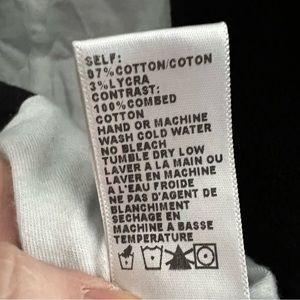 SELF:
97%COTTON/COTON
3%LYCRA
CONTRAST:
100%COMBED
COTTON
HAND OR MACHINE
WASH COLD WATER
NO BLEACH
TUMBLE DRY LOW
LAVER A LA MAIN OU
LAVER EN MACHINE
A L'EAU FROIDE
NE PAS D'AGENT DE
BLANCHIMENT
SECHAGE EN
MACHINE A BASSE
TEMPERATURE